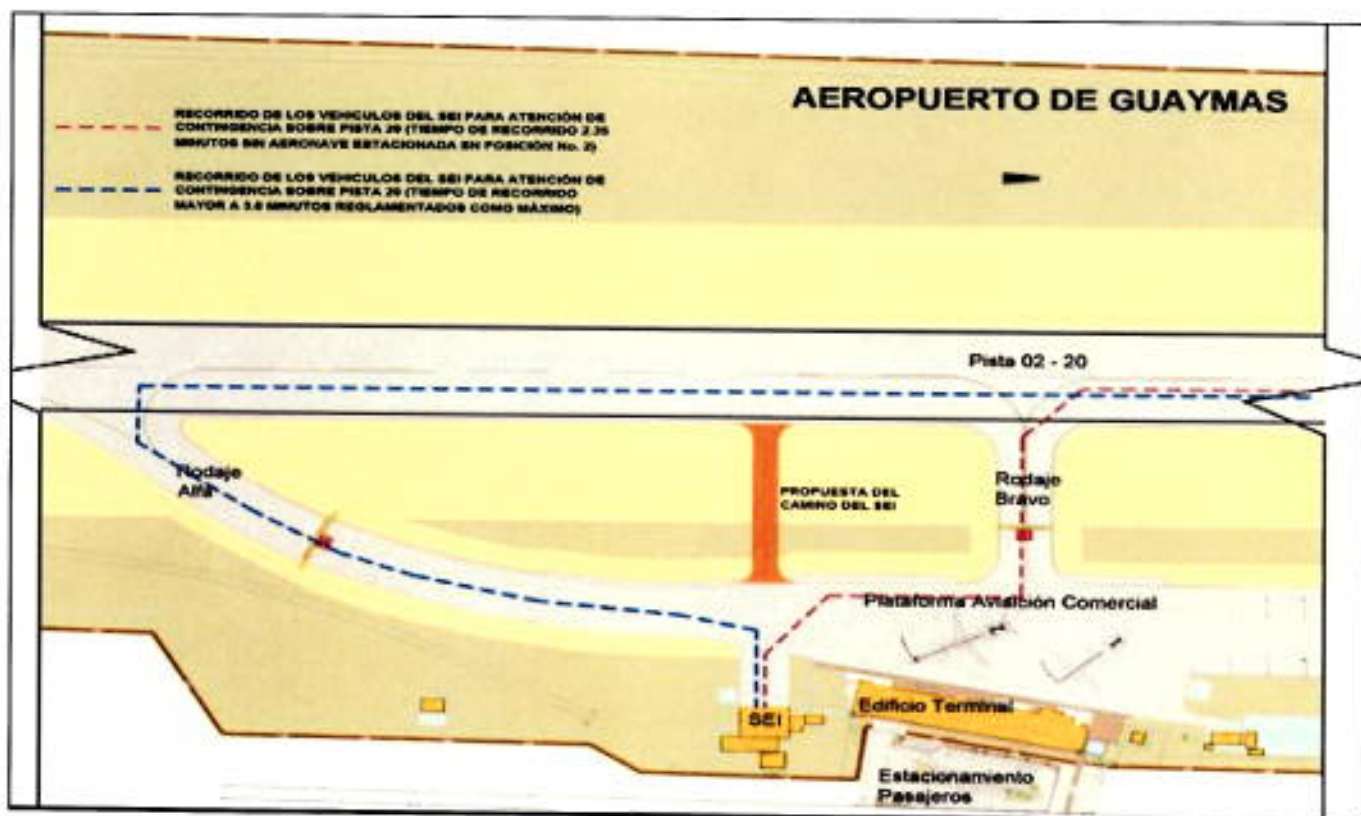 AEROPUERTO DE GUAYMAS
RECORRIDO DE LOS VEHICULOS DEL SEI PARA ATENCIÓN DE
CONTINGENCIA SOBRE PISTA 20 (TIEMPO DE RECORRIDO 2.35
MINUTOS SIN AERONAVE ESTACIONADA EN POSICIÓN No. 2)
RECORRIDO DE LOS VEHICULOS DEL SEI PARA ATENCIÓN DE
CONTINGENCIA SOBRE PISTA 20 (TIEMPO DE RECORRIDO
MAYOR A 3.0 MINUTOS REGLAMENTADOS COMO MÁXIMO)
Pista 02 - 20
Rodaje
Alfa
PROPUESTA DEL
CAMINO DEL SEI
Rodaje
Bravo
Plataforma Aviación Comercial
SEI
Edificio Terminal
Estacionamiento
Pasajeros